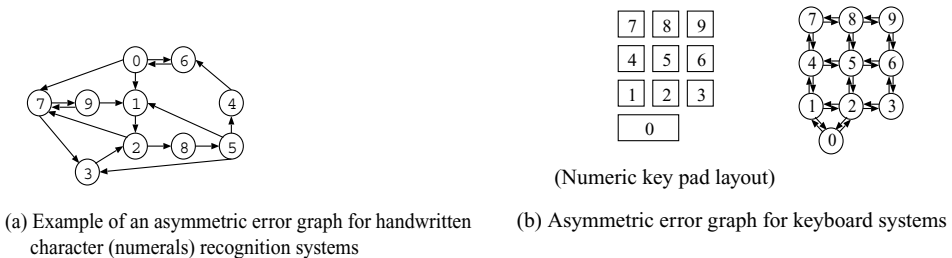 0 6
7 9 1 4
2 8 5
3
(a) Example of an asymmetric error graph for handwritten
character (numerals) recognition systems
7 8 9
4 5 6
1 2 3
0
(Numeric key pad layout)
7 8 9
4 5 6
1 2 3
0
(b) Asymmetric error graph for keyboard systems